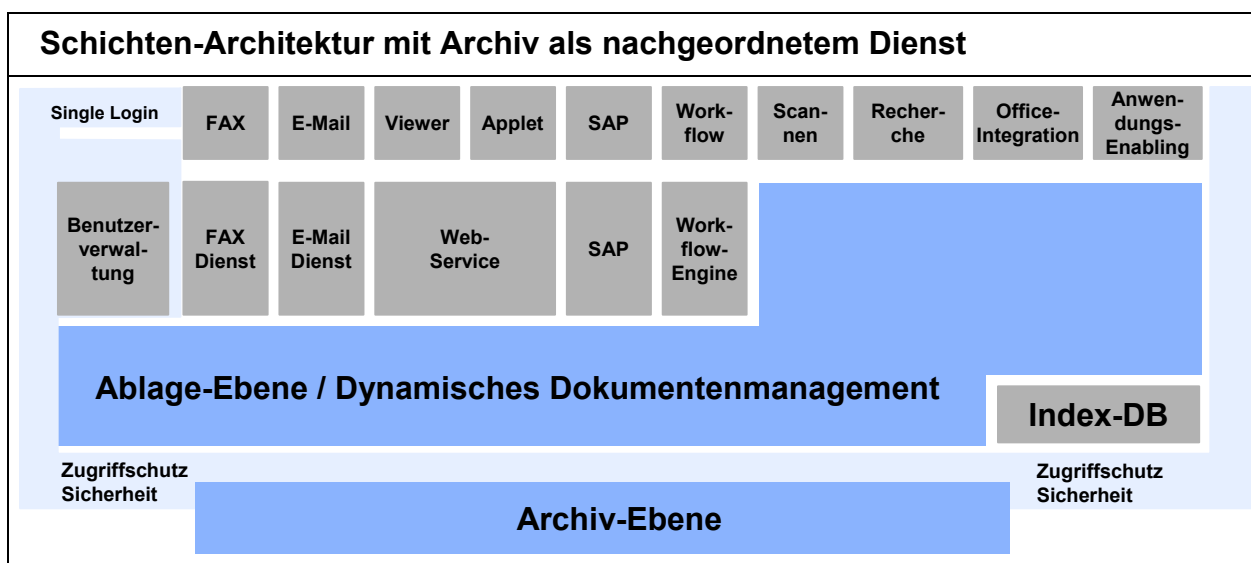 Schichten-Architektur mit Archiv als nachgeordnetem Dienst
Single Login
FAX
E-Mail
Viewer
Applet
SAP
Work-
flow
Scan-
nen
Recher-
che
Office-
Integration
Anwen-
dungs-
Enabling
Benutzer-
verwal-
tung
FAX
Dienst
E-Mail
Dienst
Web-
Service
SAP
Work-
flow-
Engine
Ablage-Ebene / Dynamisches Dokumentenmanagement
Index-DB
Zugriffschutz
Sicherheit
Zugriffschutz
Sicherheit
Archiv-Ebene